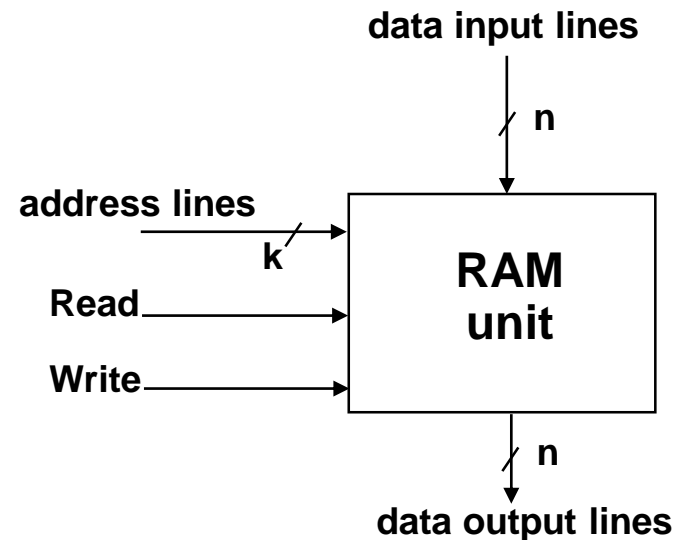 data input lines
n
address lines
k
RAM
unit
Read
Write
n
data output lines